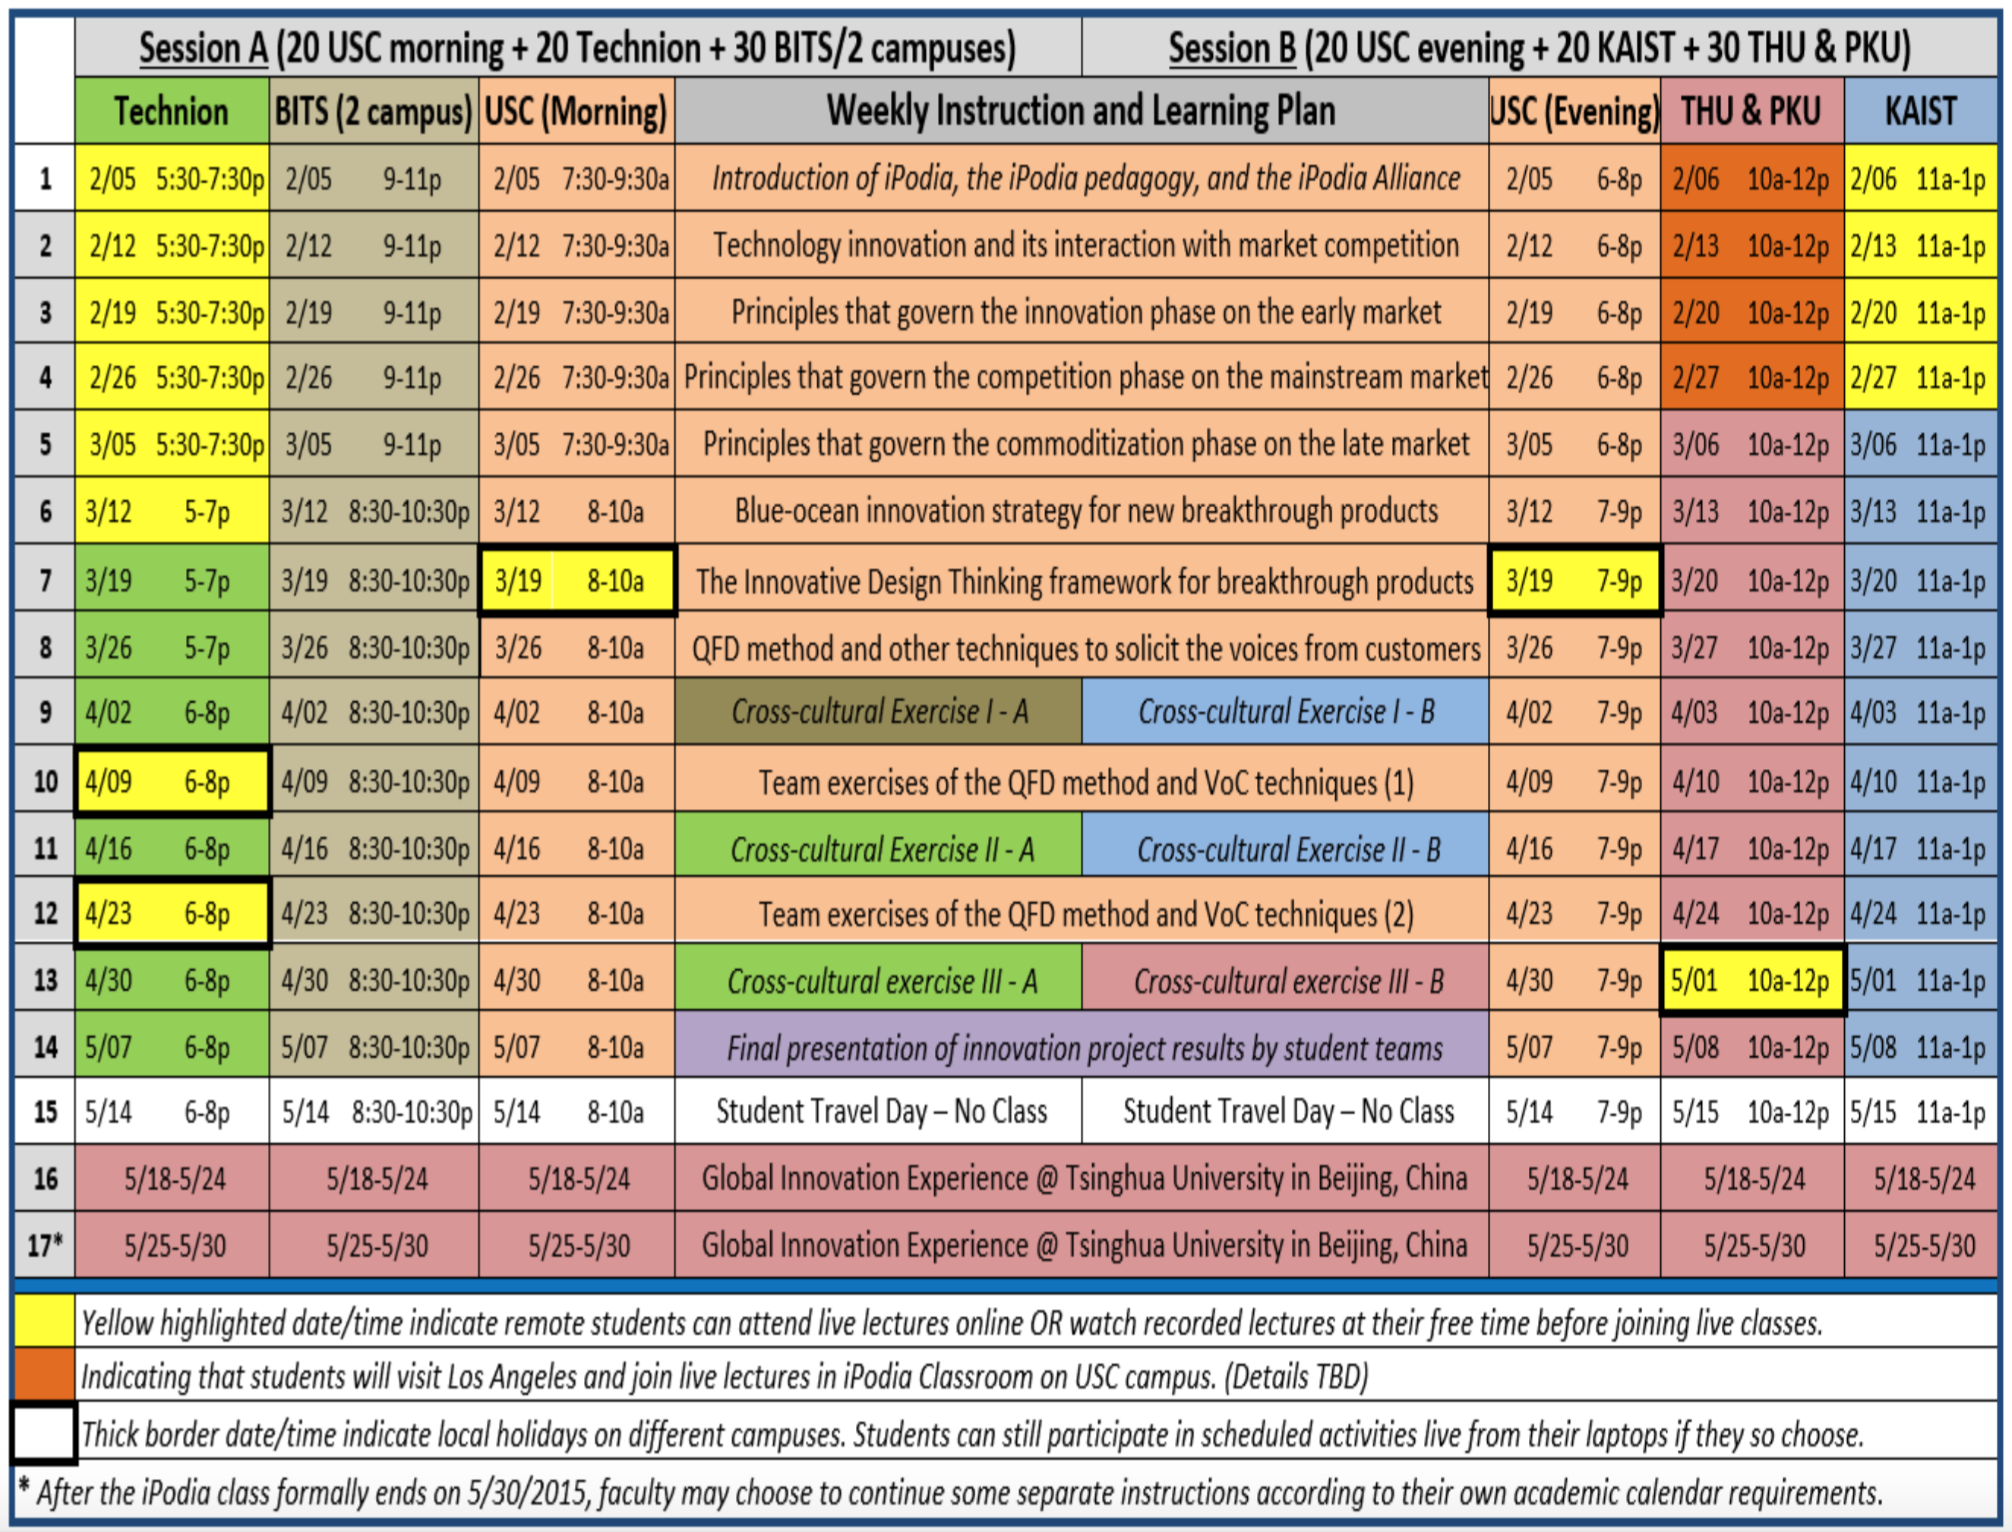 Session A (20 USC morning + 20 Technion + 30 BITS/2 campuses) Session B (20 USC evening + 20 KAIST + 30 THU & PKU)
Technion BITS (2 campus) USC (Morning) Weekly Instruction and Learning Plan USC (Evening) THU & PKU KAIST
1 2/05 5:30-7:30p 2/05 9-11p 2/05 7:30-9:30a Introduction of iPodia, the iPodia pedagogy, and the iPodia Alliance 2/05 6-8p 2/06 10a-12p 2/06 11a-1p
2 2/12 5:30-7:30p 2/12 9-11p 2/12 7:30-9:30a Technology innovation and its interaction with market competition 2/12 6-8p 2/13 10a-12p 2/13 11a-1p
3 2/19 5:30-7:30p 2/19 9-11p 2/19 7:30-9:30a Principles that govern the innovation phase on the early market 2/19 6-8p 2/20 10a-12p 2/20 11a-1p
4 2/26 5:30-7:30p 2/26 9-11p 2/26 7:30-9:30a Principles that govern the competition phase on the mainstream market 2/26 6-8p 2/27 10a-12p 2/27 11a-1p
5 3/05 5:30-7:30p 3/05 9-11p 3/05 7:30-9:30a Principles that govern the commoditization phase on the late market 3/05 6-8p 3/06 10a-12p 3/06 11a-1p
6 3/12 5-7p 3/12 8:30-10:30p 3/12 8-10a Blue-ocean innovation strategy for new breakthrough products 3/12 7-9p 3/13 10a-12p 3/13 11a-1p
7 3/19 5-7p 3/19 8:30-10:30p 3/19 8-10a The Innovative Design Thinking framework for breakthrough products 3/19 7-9p 3/20 10a-12p 3/20 11a-1p
8 3/26 5-7p 3/26 8:30-10:30p 3/26 8-10a QFD method and other techniques to solicit the voices from customers 3/26 7-9p 3/27 10a-12p 3/27 11a-1p
9 4/02 6-8p 4/02 8:30-10:30p 4/02 8-10a Cross-cultural Exercise I - A Cross-cultural Exercise I - B 4/02 7-9p 4/03 10a-12p 4/03 11a-1p
10 4/09 6-8p 4/09 8:30-10:30p 4/09 8-10a Team exercises of the QFD method and VoC techniques (1) 4/09 7-9p 4/10 10a-12p 4/10 11a-1p
11 4/16 6-8p 4/16 8:30-10:30p 4/16 8-10a Cross-cultural Exercise II - A Cross-cultural Exercise II - B 4/16 7-9p 4/17 10a-12p 4/17 11a-1p
12 4/23 6-8p 4/23 8:30-10:30p 4/23 8-10a Team exercises of the QFD method and VoC techniques (2) 4/23 7-9p 4/24 10a-12p 4/24 11a-1p
13 4/30 6-8p 4/30 8:30-10:30p 4/30 8-10a Cross-cultural exercise III - A Cross-cultural exercise III - B 4/30 7-9p 5/01 10a-12p 5/01 11a-1p
14 5/07 6-8p 5/07 8:30-10:30p 5/07 8-10a Final presentation of innovation project results by student teams 5/07 7-9p 5/08 10a-12p 5/08 11a-1p
15 5/14 6-8p 5/14 8:30-10:30p 5/14 8-10a Student Travel Day – No Class Student Travel Day – No Class 5/14 7-9p 5/15 10a-12p 5/15 11a-1p
16 5/18-5/24 5/18-5/24 5/18-5/24 Global Innovation Experience @ Tsinghua University in Beijing, China 5/18-5/24 5/18-5/24 5/18-5/24
17* 5/25-5/30 5/25-5/30 5/25-5/30 Global Innovation Experience @ Tsinghua University in Beijing, China 5/25-5/30 5/25-5/30 5/25-5/30
Yellow highlighted date/time indicate remote students can attend live lectures online OR watch recorded lectures at their free time before joining live classes.
Indicating that students will visit Los Angeles and join live lectures in iPodia Classroom on USC campus. (Details TBD)
Thick border date/time indicate local holidays on different campuses. Students can still participate in scheduled activities live from their laptops if they so choose.
* After the iPodia class formally ends on 5/30/2015, faculty may choose to continue some separate instructions according to their own academic calendar requirements.